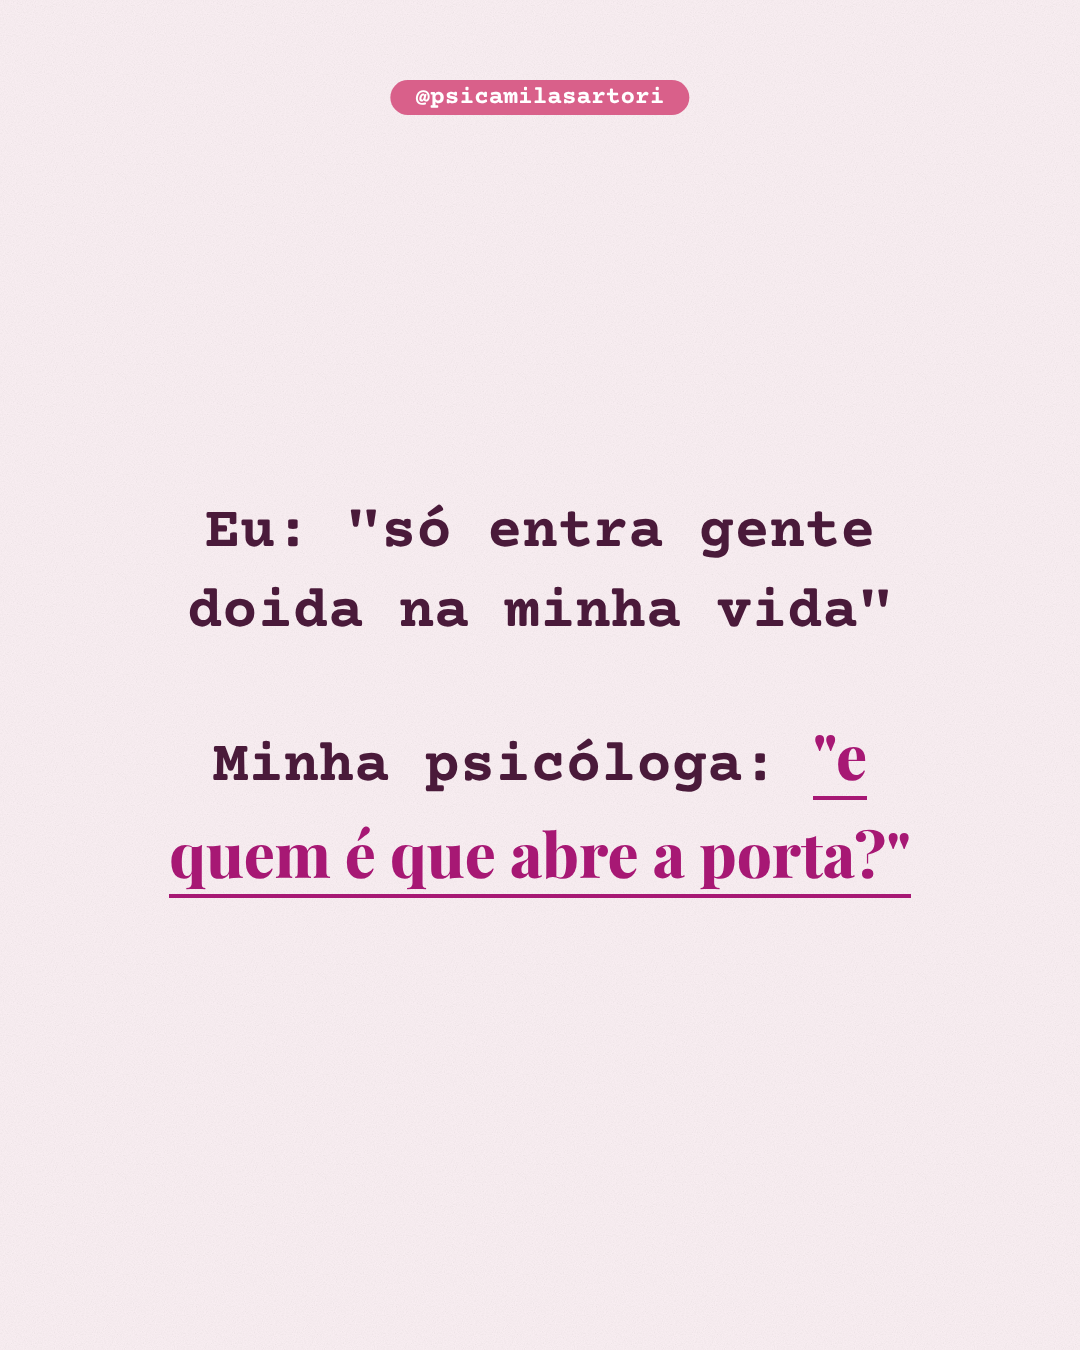 @psicamilasartori
Eu: "só entra gente
doida na minha vida"
Minha psicóloga: "e
quem é que abre a porta?"